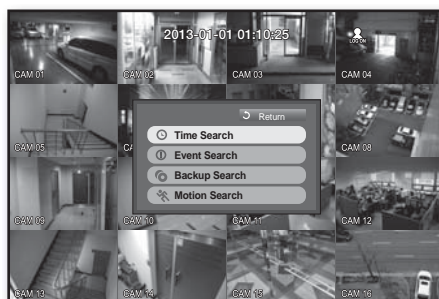 2013-01-01 01:10:25
LOG ON
CAM 01
CAM 02
CAM 03
CAM 04
Return
Time Search
Event Search
Backup Search
Motion Search
CAM 05
CAM 08
CAM 09
CAM 10
CAM 11
CAM 12
CAM 13
CAM 14
CAM 15
CAM 16